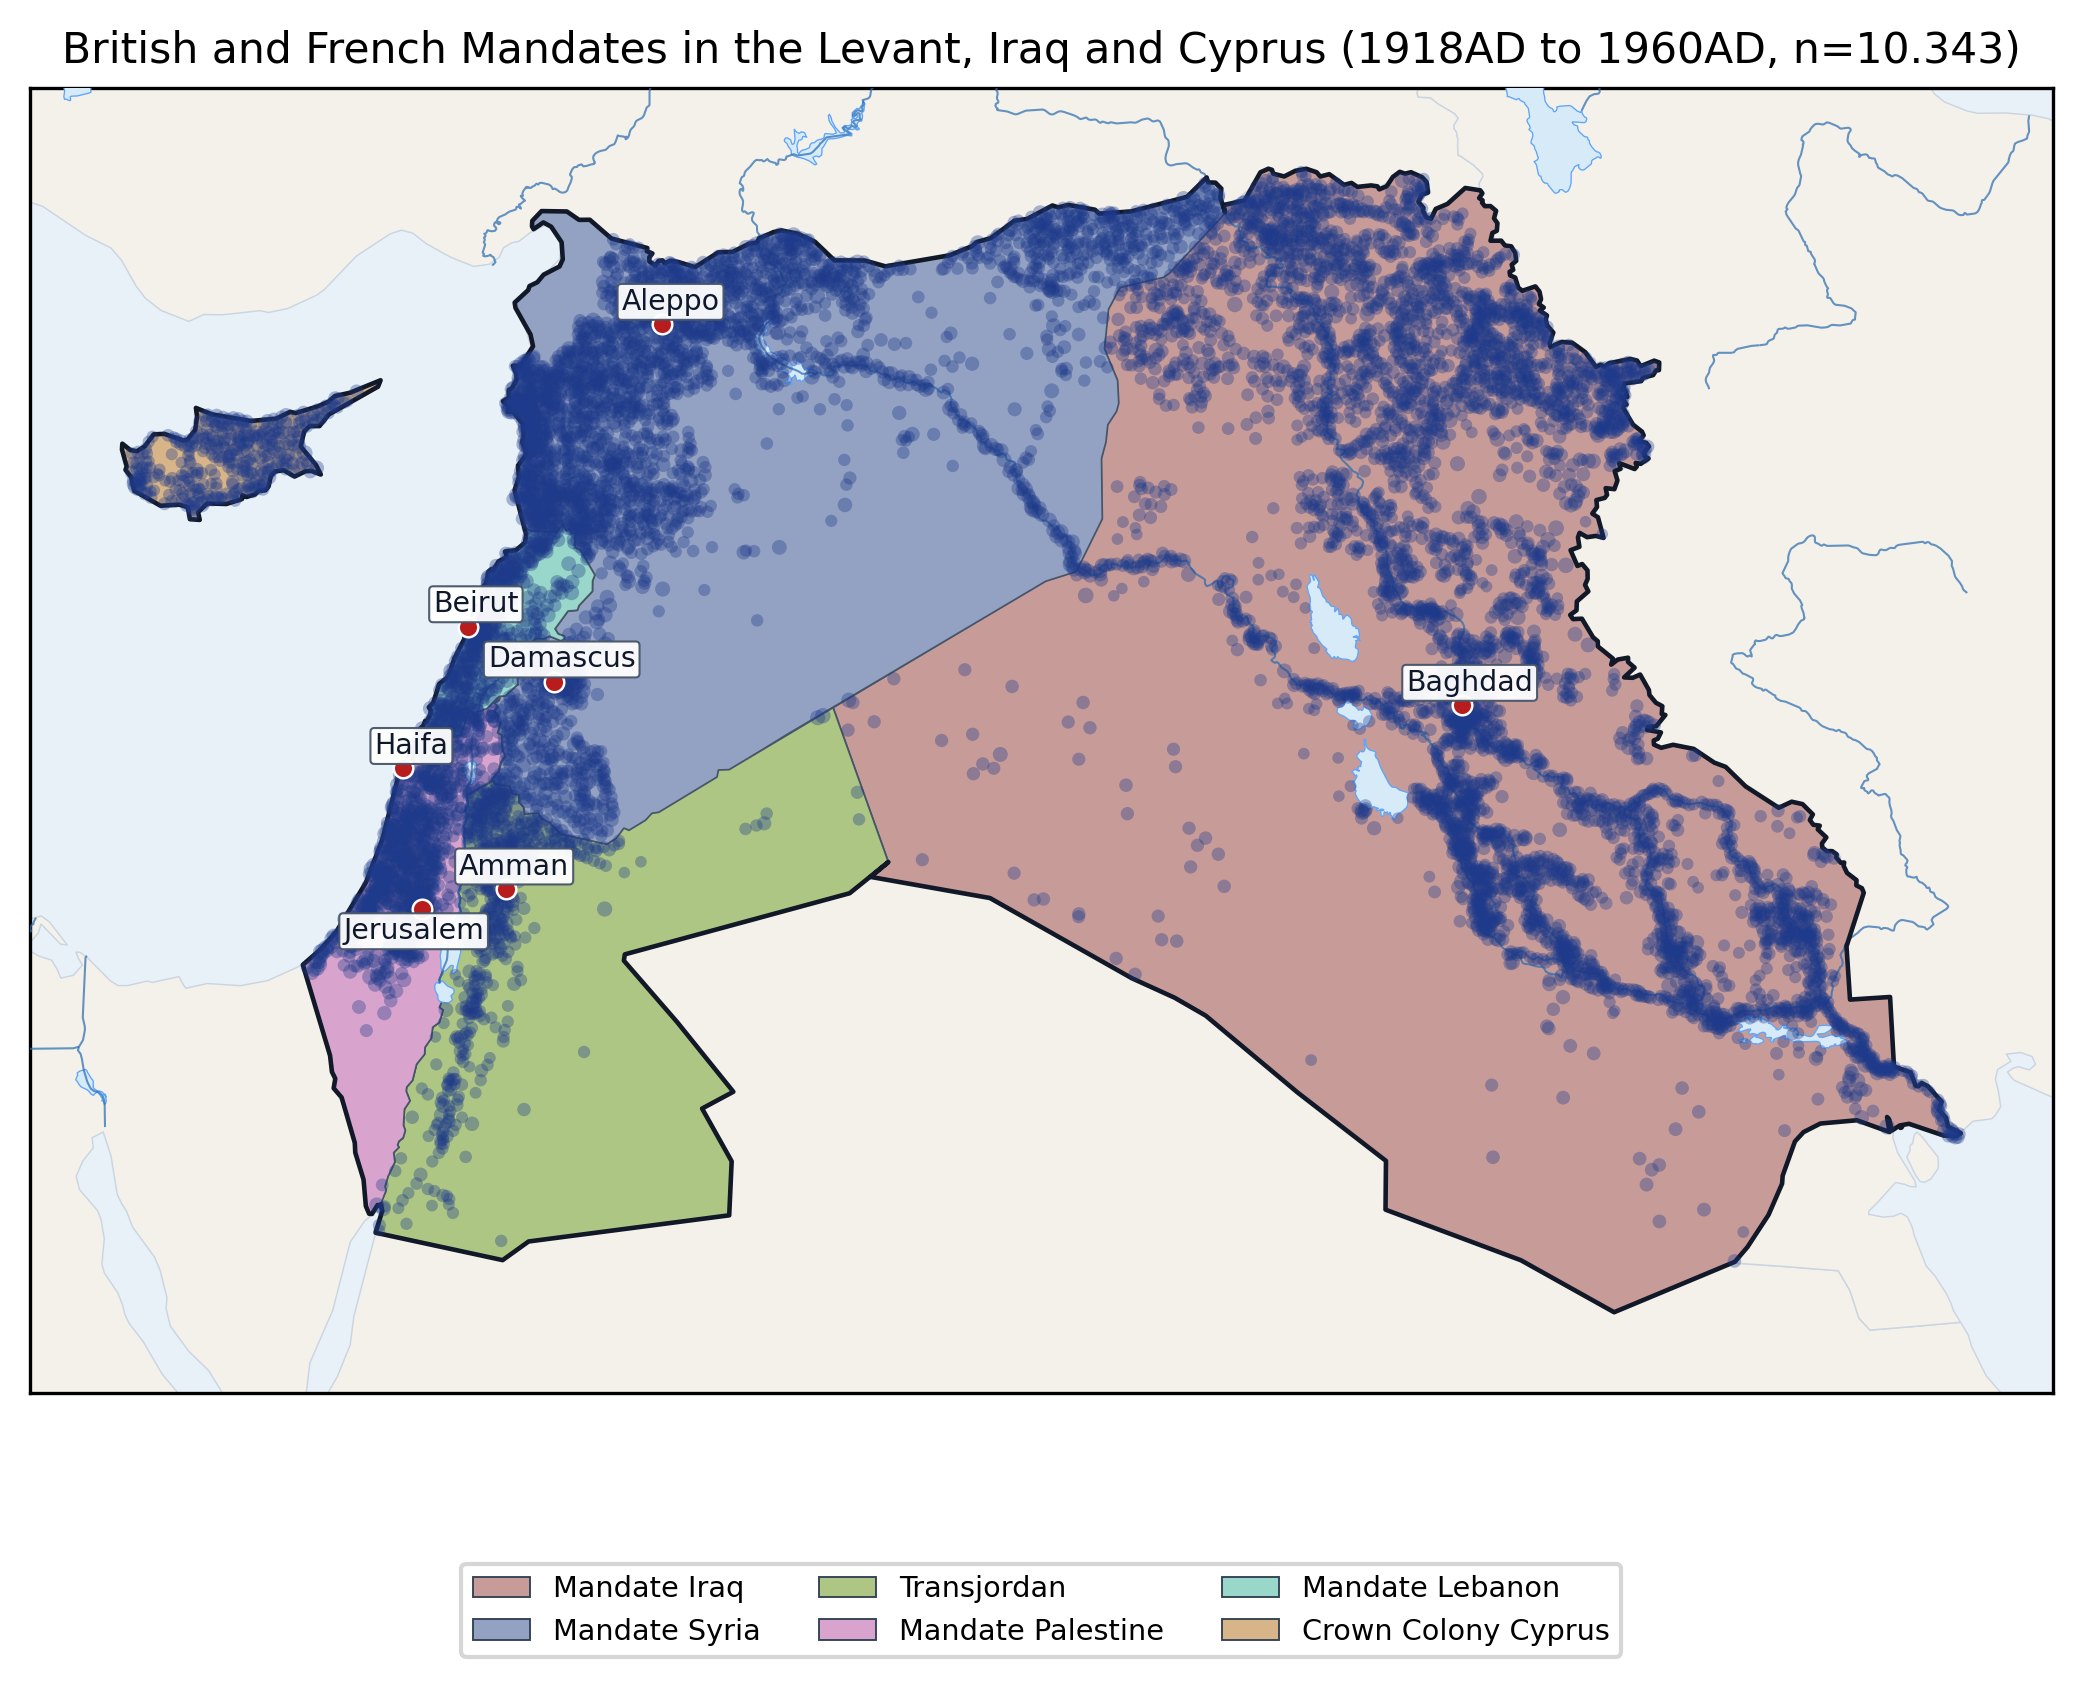 British and French Mandates in the Levant, Iraq and Cyprus (1918AD to 1960AD, n=10.343)
Aleppo
Beirut
Damascus
Baghdad
Haifa
Amman
Jerusalem
Mandate Iraq
Transjordan
Mandate Lebanon
Mandate Syria
Mandate Palestine
Crown Colony Cyprus